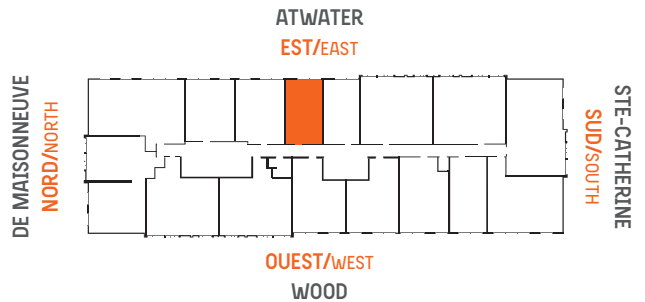 ATWATER
EST/EAST
DE MAISONNEUVE
NORD/NORTH
SUD/SOUTH
STE-CATHERINE
OUEST/WEST
WOOD